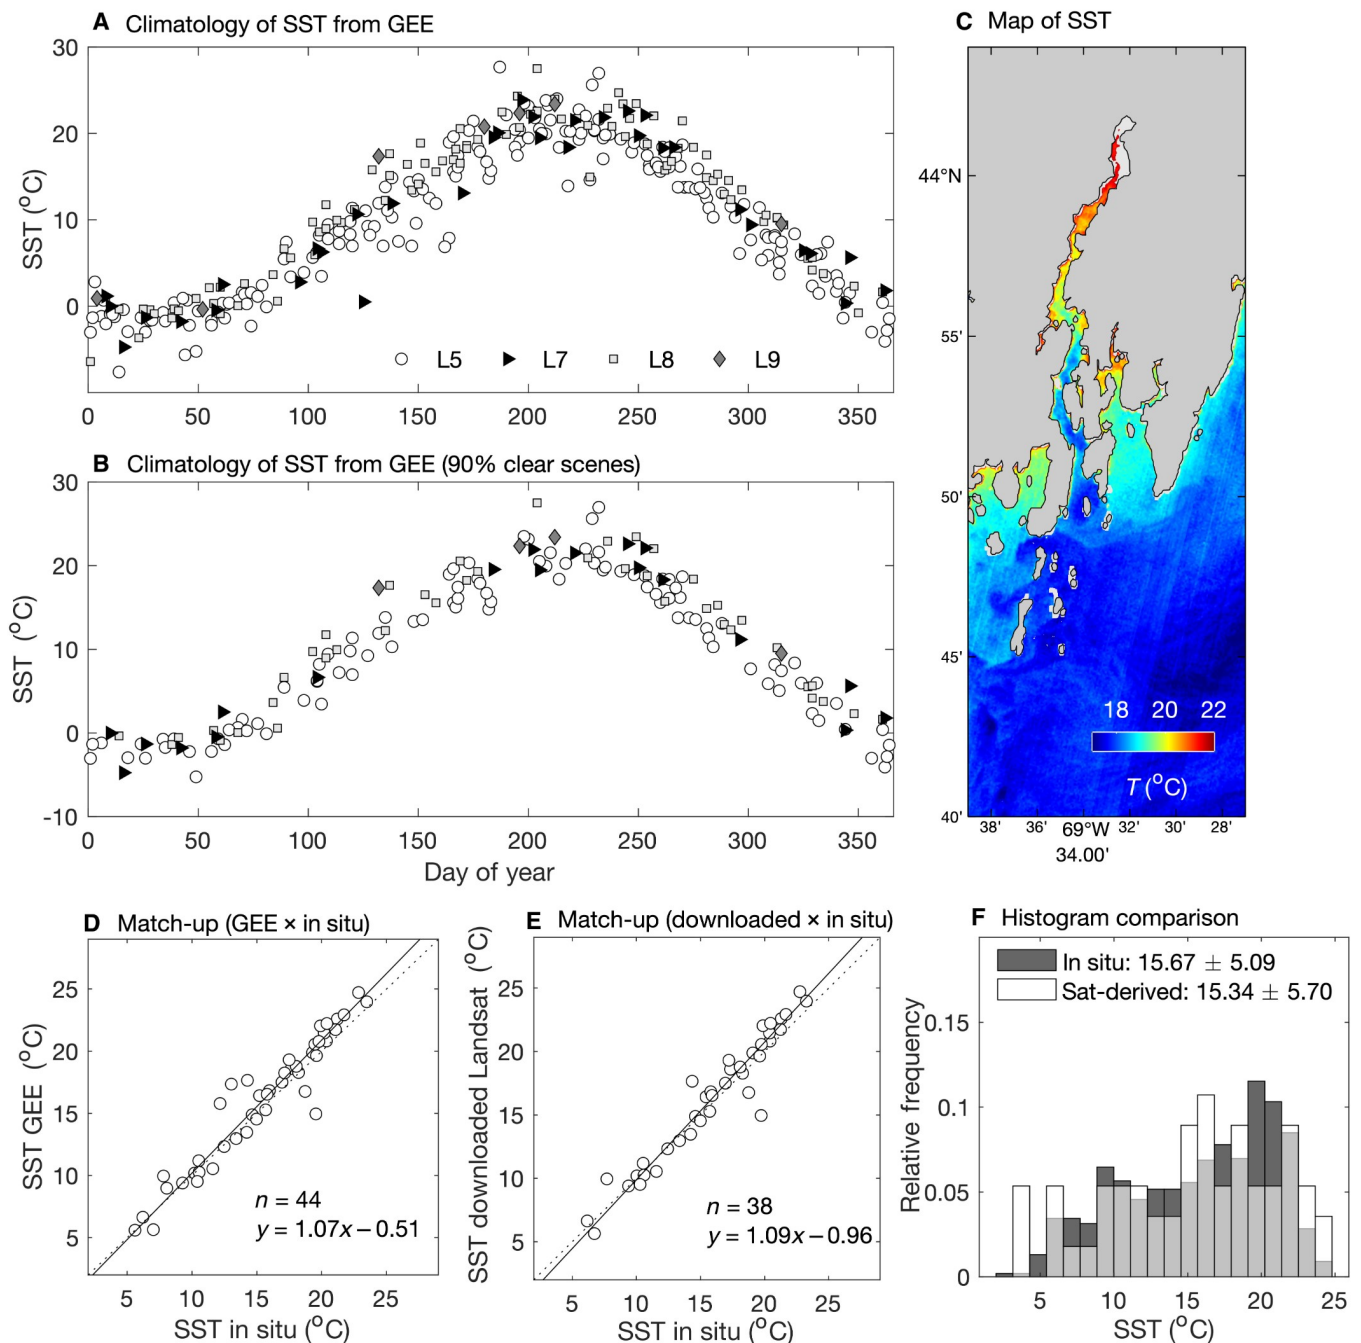 A Climatology of SST from GEE
30
20
10
0
SST (°C)
L5 L7 L8 L9
0 50 100 150 200 250 300 350
B Climatology of SST from GEE (90% clear scenes)
30
20
10
0
-10
SST (°C)
0 50 100 150 200 250 300 350
Day of year
C Map of SST
44°N
55'
50'
45'
40'
18 20 22
T (°C)
38' 36' 69°W 32' 30' 28'
34.00'
D Match-up (GEE × in situ)
25
20
15
10
5
SST GEE (°C)
n = 44
y = 1.07x − 0.51
5 10 15 20 25
SST in situ (°C)
E Match-up (downloaded × in situ)
25
20
15
10
5
SST downloaded Landsat (°C)
n = 38
y = 1.09x − 0.96
5 10 15 20 25
SST in situ (°C)
F Histogram comparison
In situ: 15.67 ± 5.09
Sat-derived: 15.34 ± 5.70
0.15
0.1
0.05
0
Relative frequency
5 10 15 20 25
SST (°C)